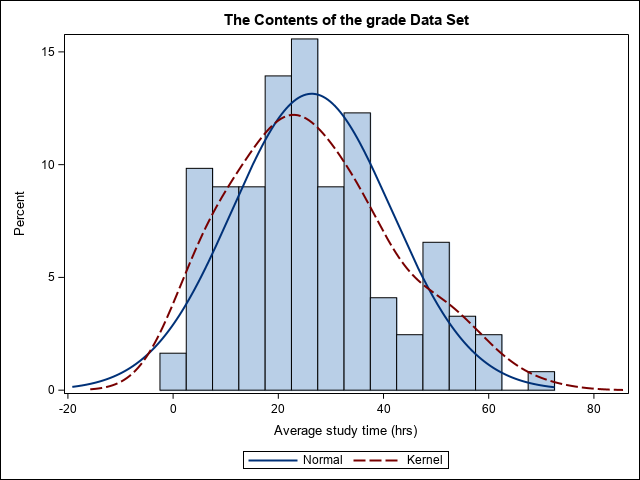 The Contents of the grade Data Set
15
10
5
0
Percent
-20 0 20 40 60 80
Average study time (hrs)
Normal Kernel